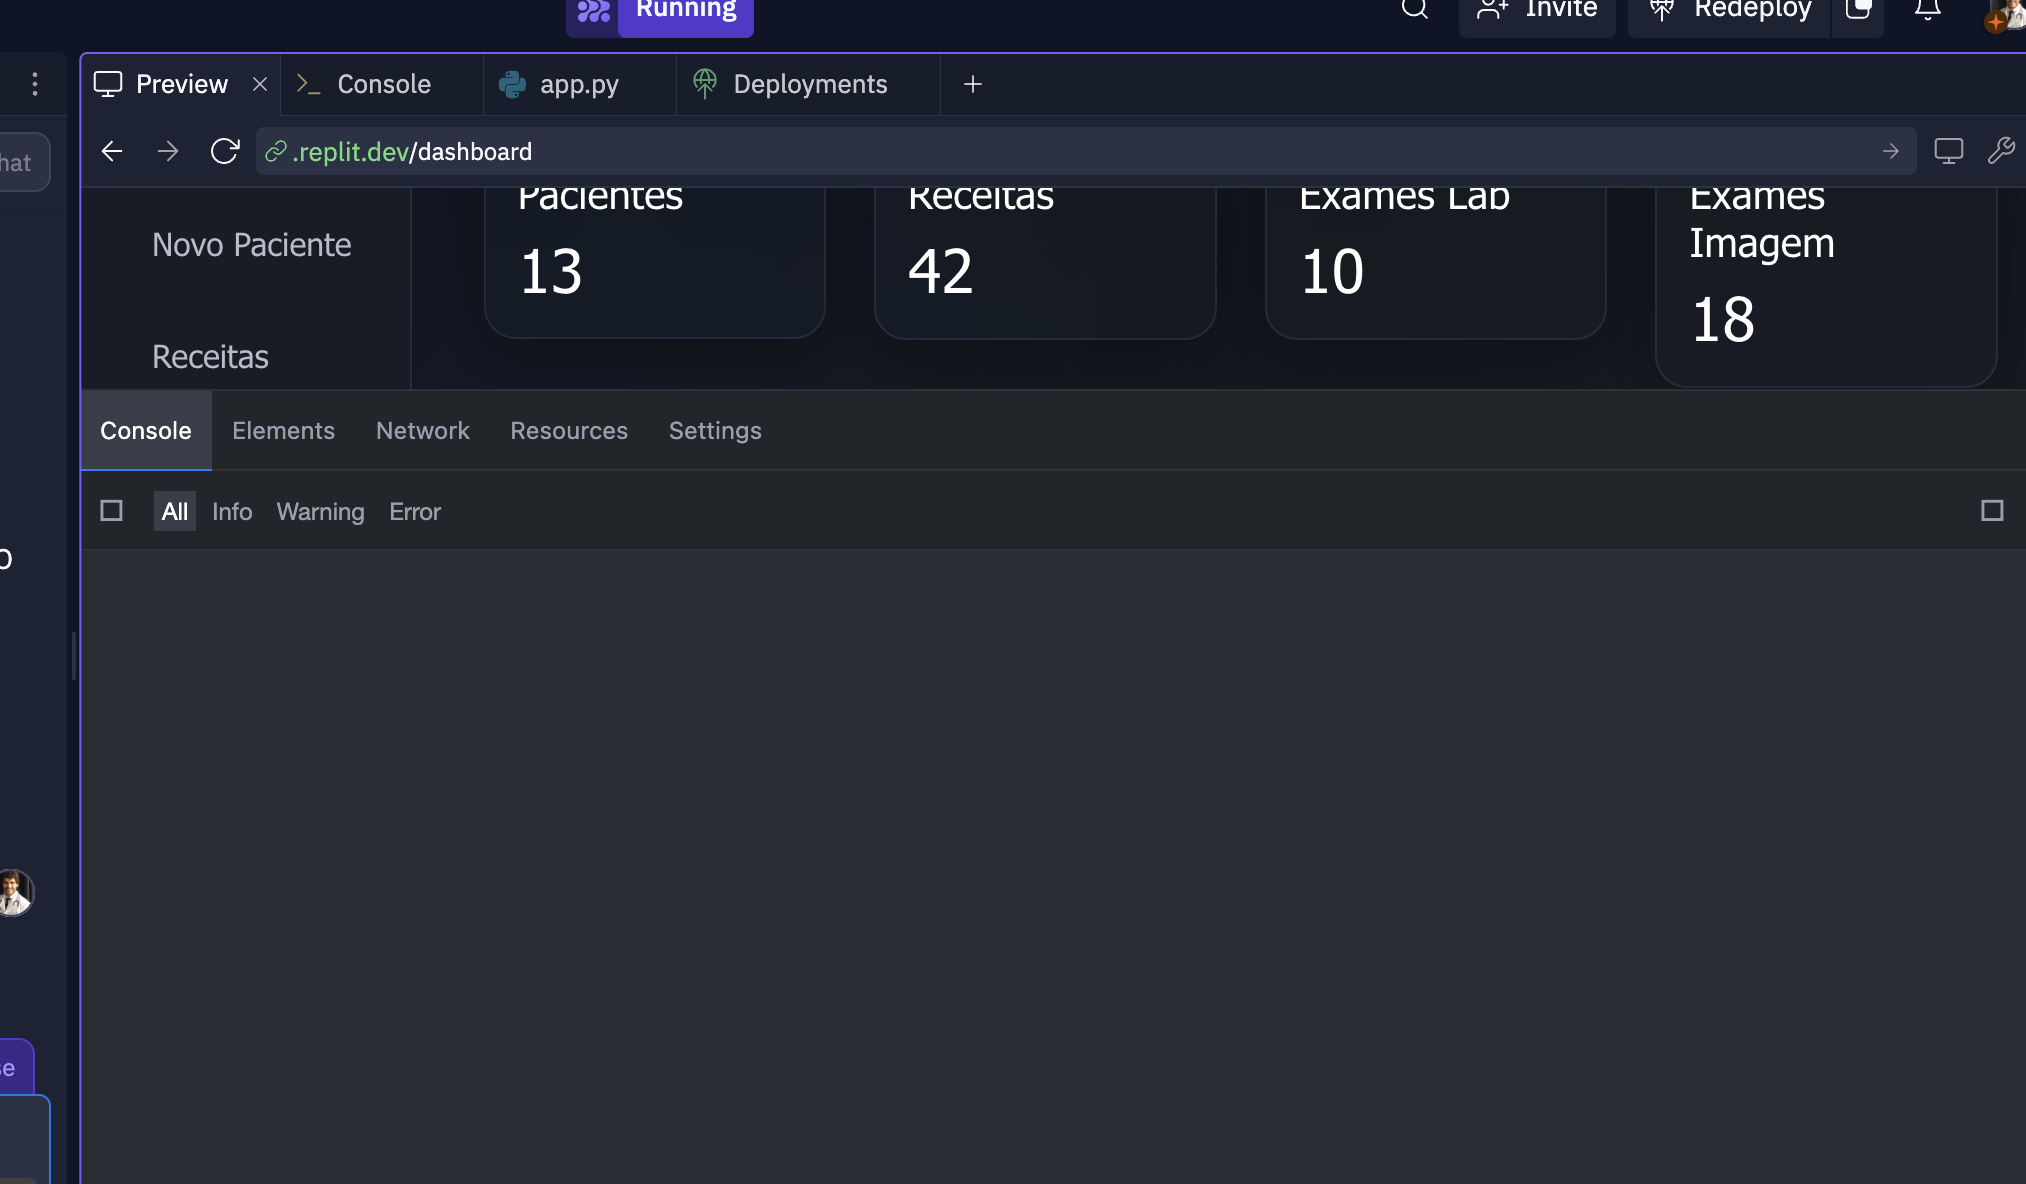 Running
Invite
Redeploy
Preview
Console
app.py
Deployments
hat
.replit.dev/dashboard
Pacientes
Receitas
Exames Lab
Exames
Imagem
Novo Paciente
13
42
10
18
Receitas
Console
Elements
Network
Resources
Settings
All
Info
Warning
Error
o
se